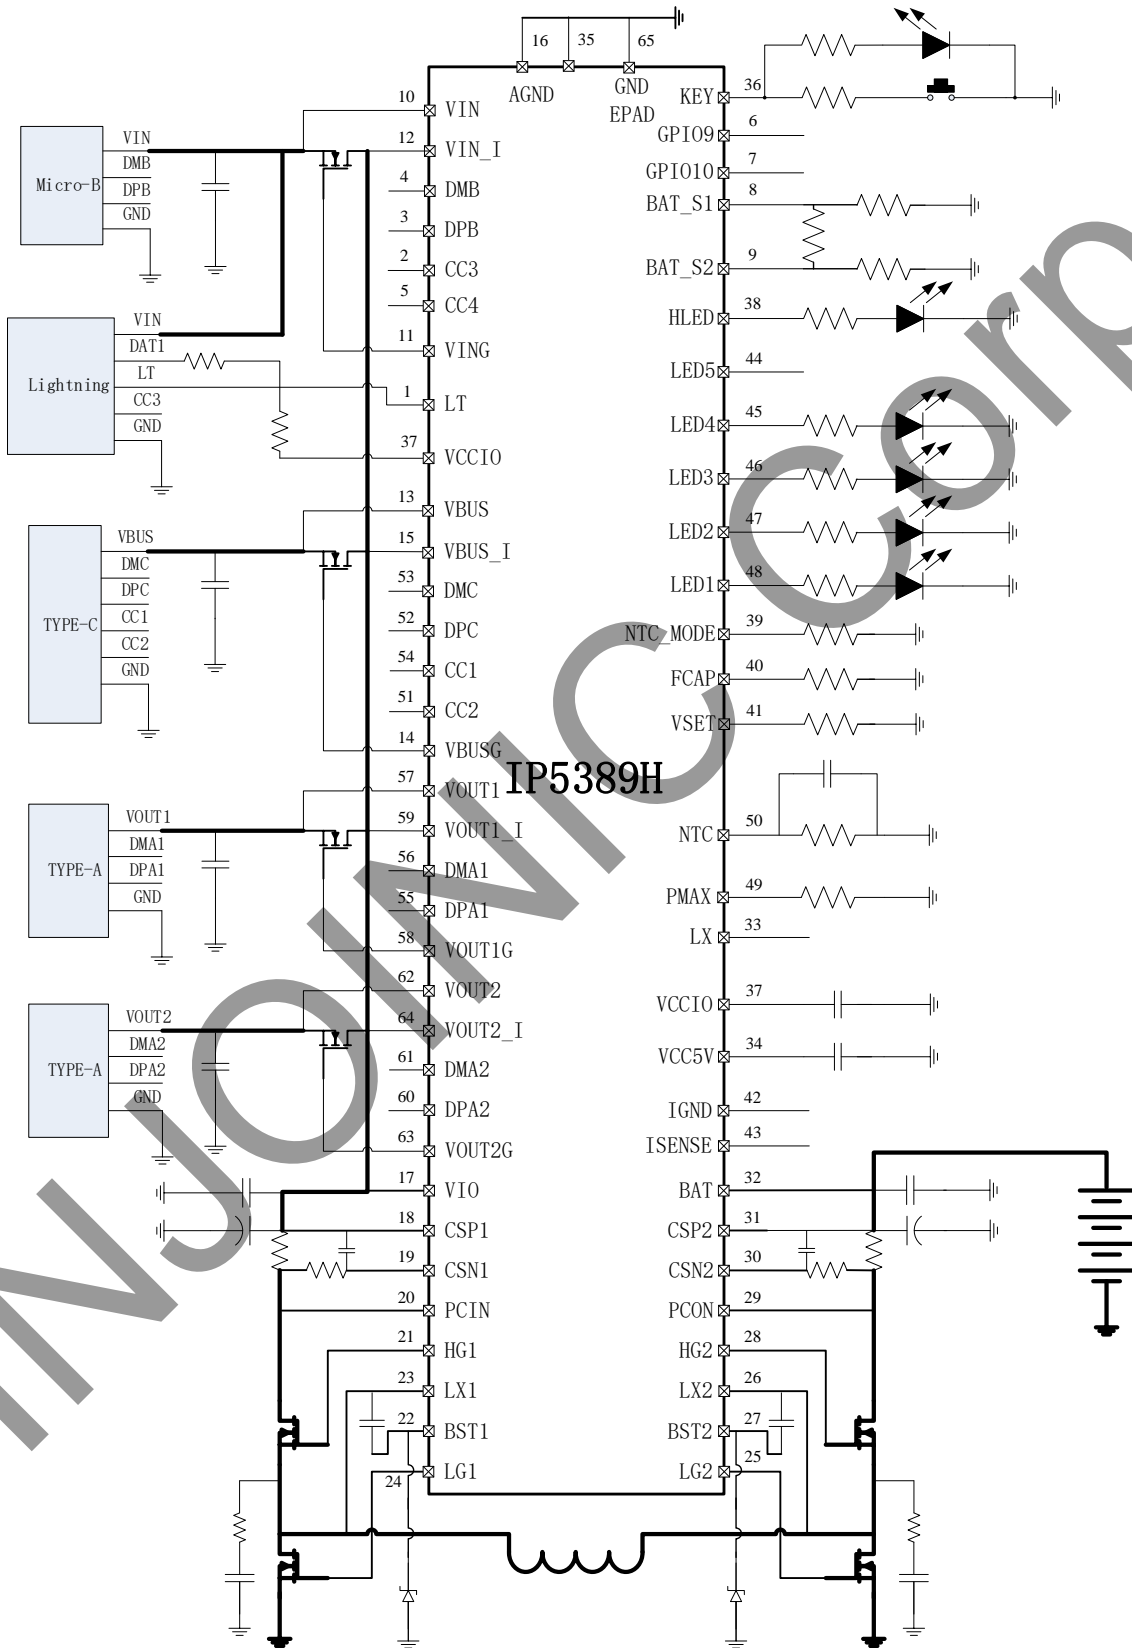 16 35 65
AGND
GND
EPAD
10 VIN
12 VIN_I
4 DMB
3 DPB
2 CC3
5 CC4
11 VING
1 LT
37 VCCIO
13 VBUS
15 VBUS_I
53 DMC
52 DPC
54 CC1
51 CC2
14 VBUSG
57 VOUT1
59 VOUT1_I
56 DMA1
55 DPA1
58 VOUT1G
62 VOUT2
64 VOUT2_I
61 DMA2
60 DPA2
63 VOUT2G
17 VIO
18 CSP1
19 CSN1
20 PCIN
21 HG1
23 LX1
22 BST1
24 LG1
IP5389H
KEY 36
GPIO9 6
GPIO10 7
BAT_S1 8
BAT_S2 9
HLED 38
LED5 44
LED4 45
LED3 46
LED2 47
LED1 48
NTC_MODE 39
FCAP 40
VSET 41
NTC 50
PMAX 49
LX 33
VCCIO 37
VCC5V 34
IGND 42
ISENSE 43
BAT 32
CSP2 31
CSN2 30
PCON 29
HG2 28
LX2 26
BST2 27
LG2 25
Micro-B
VIN
DMB
DPB
GND
Lightning
VIN
DAT1
LT
CC3
GND
TYPE-C
VBUS
DMC
DPC
CC1
CC2
GND
TYPE-A
VOUT1
DMA1
DPA1
GND
TYPE-A
VOUT2
DMA2
DPA2
GND
INJOINIC Corp